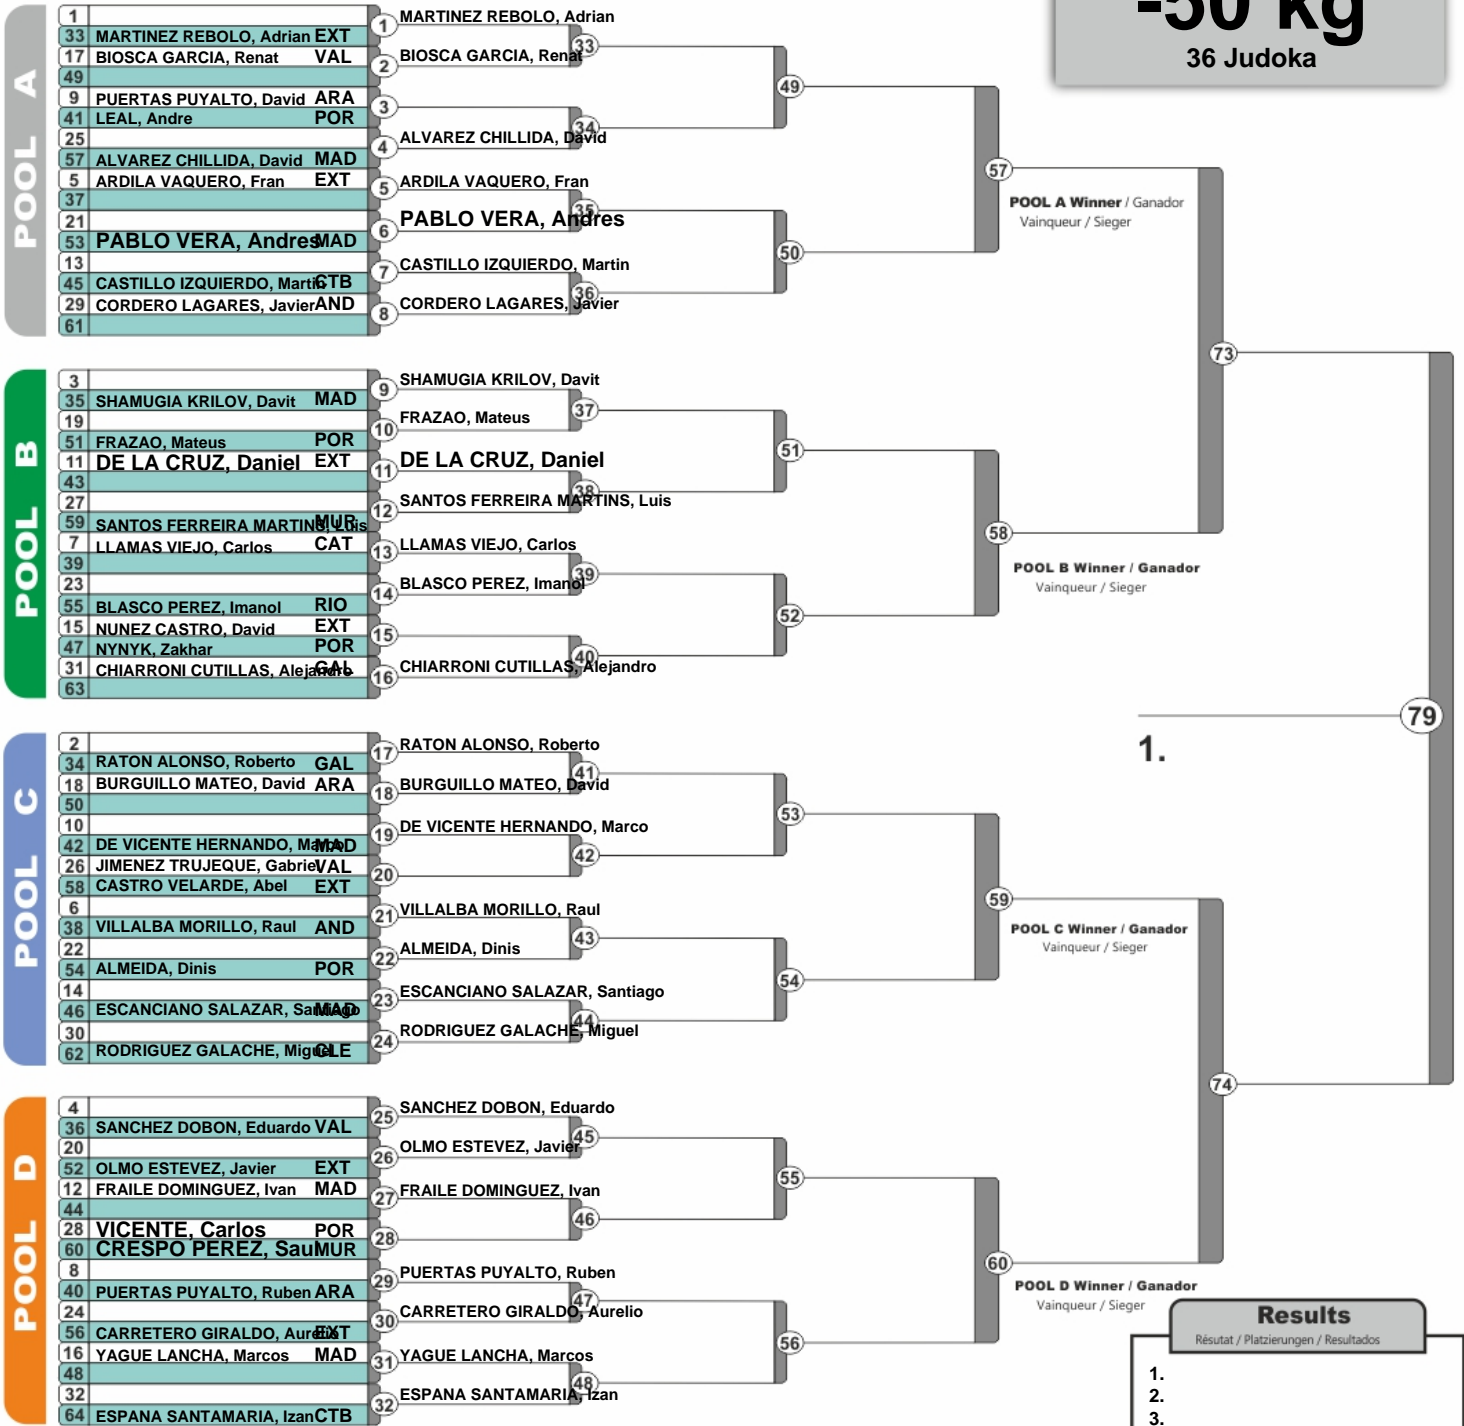 -50 kg
36 Judoka
POOL A
1
33 MARTINEZ REBOLO, Adrian EXT
17 BIOSCA GARCIA, Renat VAL
49
9 PUERTAS PUYALTO, David ARA
41 LEAL, Andre POR
25
57 ALVAREZ CHILLIDA, David MAD
5 ARDILA VAQUERO, Fran EXT
37
21
53 PABLO VERA, Andres MAD
13
45 CASTILLO IZQUIERDO, Martin CTB
29 CORDERO LAGARES, Javier AND
61
1 MARTINEZ REBOLO, Adrian
2 BIOSCA GARCIA, Renat
3
4 ALVAREZ CHILLIDA, David
5 ARDILA VAQUERO, Fran
6 PABLO VERA, Andres
7 CASTILLO IZQUIERDO, Martin
8 CORDERO LAGARES, Javier
33
34
35
36
49
50
57
POOL A Winner / Ganador
Vainqueur / Sieger
POOL B
3
35 SHAMUGIA KRILOV, Davit MAD
19
51 FRAZAO, Mateus POR
11 DE LA CRUZ, Daniel EXT
43
27
59 SANTOS FERREIRA MARTINS, Luis MUR
7 LLAMAS VIEJO, Carlos CAT
39
23
55 BLASCO PEREZ, Imanol RIO
15 NUNEZ CASTRO, David EXT
47 NYNYK, Zakhar POR
31 CHIARRONI CUTILLAS, Alejandro GAL
63
9 SHAMUGIA KRILOV, Davit
10 FRAZAO, Mateus
11 DE LA CRUZ, Daniel
12 SANTOS FERREIRA MARTINS, Luis
13 LLAMAS VIEJO, Carlos
14 BLASCO PEREZ, Imanol
15
16 CHIARRONI CUTILLAS, Alejandro
37
38
39
40
51
52
58
POOL B Winner / Ganador
Vainqueur / Sieger
73
POOL C
2
34 RATON ALONSO, Roberto GAL
18 BURGUILLO MATEO, David ARA
50
10
42 DE VICENTE HERNANDO, Marco MAD
26 JIMENEZ TRUJEQUE, Gabriel VAL
58 CASTRO VELARDE, Abel EXT
6
38 VILLALBA MORILLO, Raul AND
22
54 ALMEIDA, Dinis POR
14
46 ESCANCIANO SALAZAR, Santiago MAD
30
62 RODRIGUEZ GALACHE, Miguel CLE
17 RATON ALONSO, Roberto
18 BURGUILLO MATEO, David
19 DE VICENTE HERNANDO, Marco
20
21 VILLALBA MORILLO, Raul
22 ALMEIDA, Dinis
23 ESCANCIANO SALAZAR, Santiago
24 RODRIGUEZ GALACHE, Miguel
41
42
43
44
53
54
59
POOL C Winner / Ganador
Vainqueur / Sieger
79
1.
POOL D
4
36 SANCHEZ DOBON, Eduardo VAL
20
52 OLMO ESTEVEZ, Javier EXT
12 FRAILE DOMINGUEZ, Ivan MAD
44
28 VICENTE, Carlos POR
60 CRESPO PEREZ, Saul MUR
8
40 PUERTAS PUYALTO, Ruben ARA
24
56 CARRETERO GIRALDO, Aurelio EXT
16 YAGUE LANCHA, Marcos MAD
48
32
64 ESPANA SANTAMARIA, Izan CTB
25 SANCHEZ DOBON, Eduardo
26 OLMO ESTEVEZ, Javier
27 FRAILE DOMINGUEZ, Ivan
28
29 PUERTAS PUYALTO, Ruben
30 CARRETERO GIRALDO, Aurelio
31 YAGUE LANCHA, Marcos
32 ESPANA SANTAMARIA, Izan
45
46
47
48
55
56
60
POOL D Winner / Ganador
Vainqueur / Sieger
74
Results
Résutat / Platzierungen / Resultados
1.
2.
3.